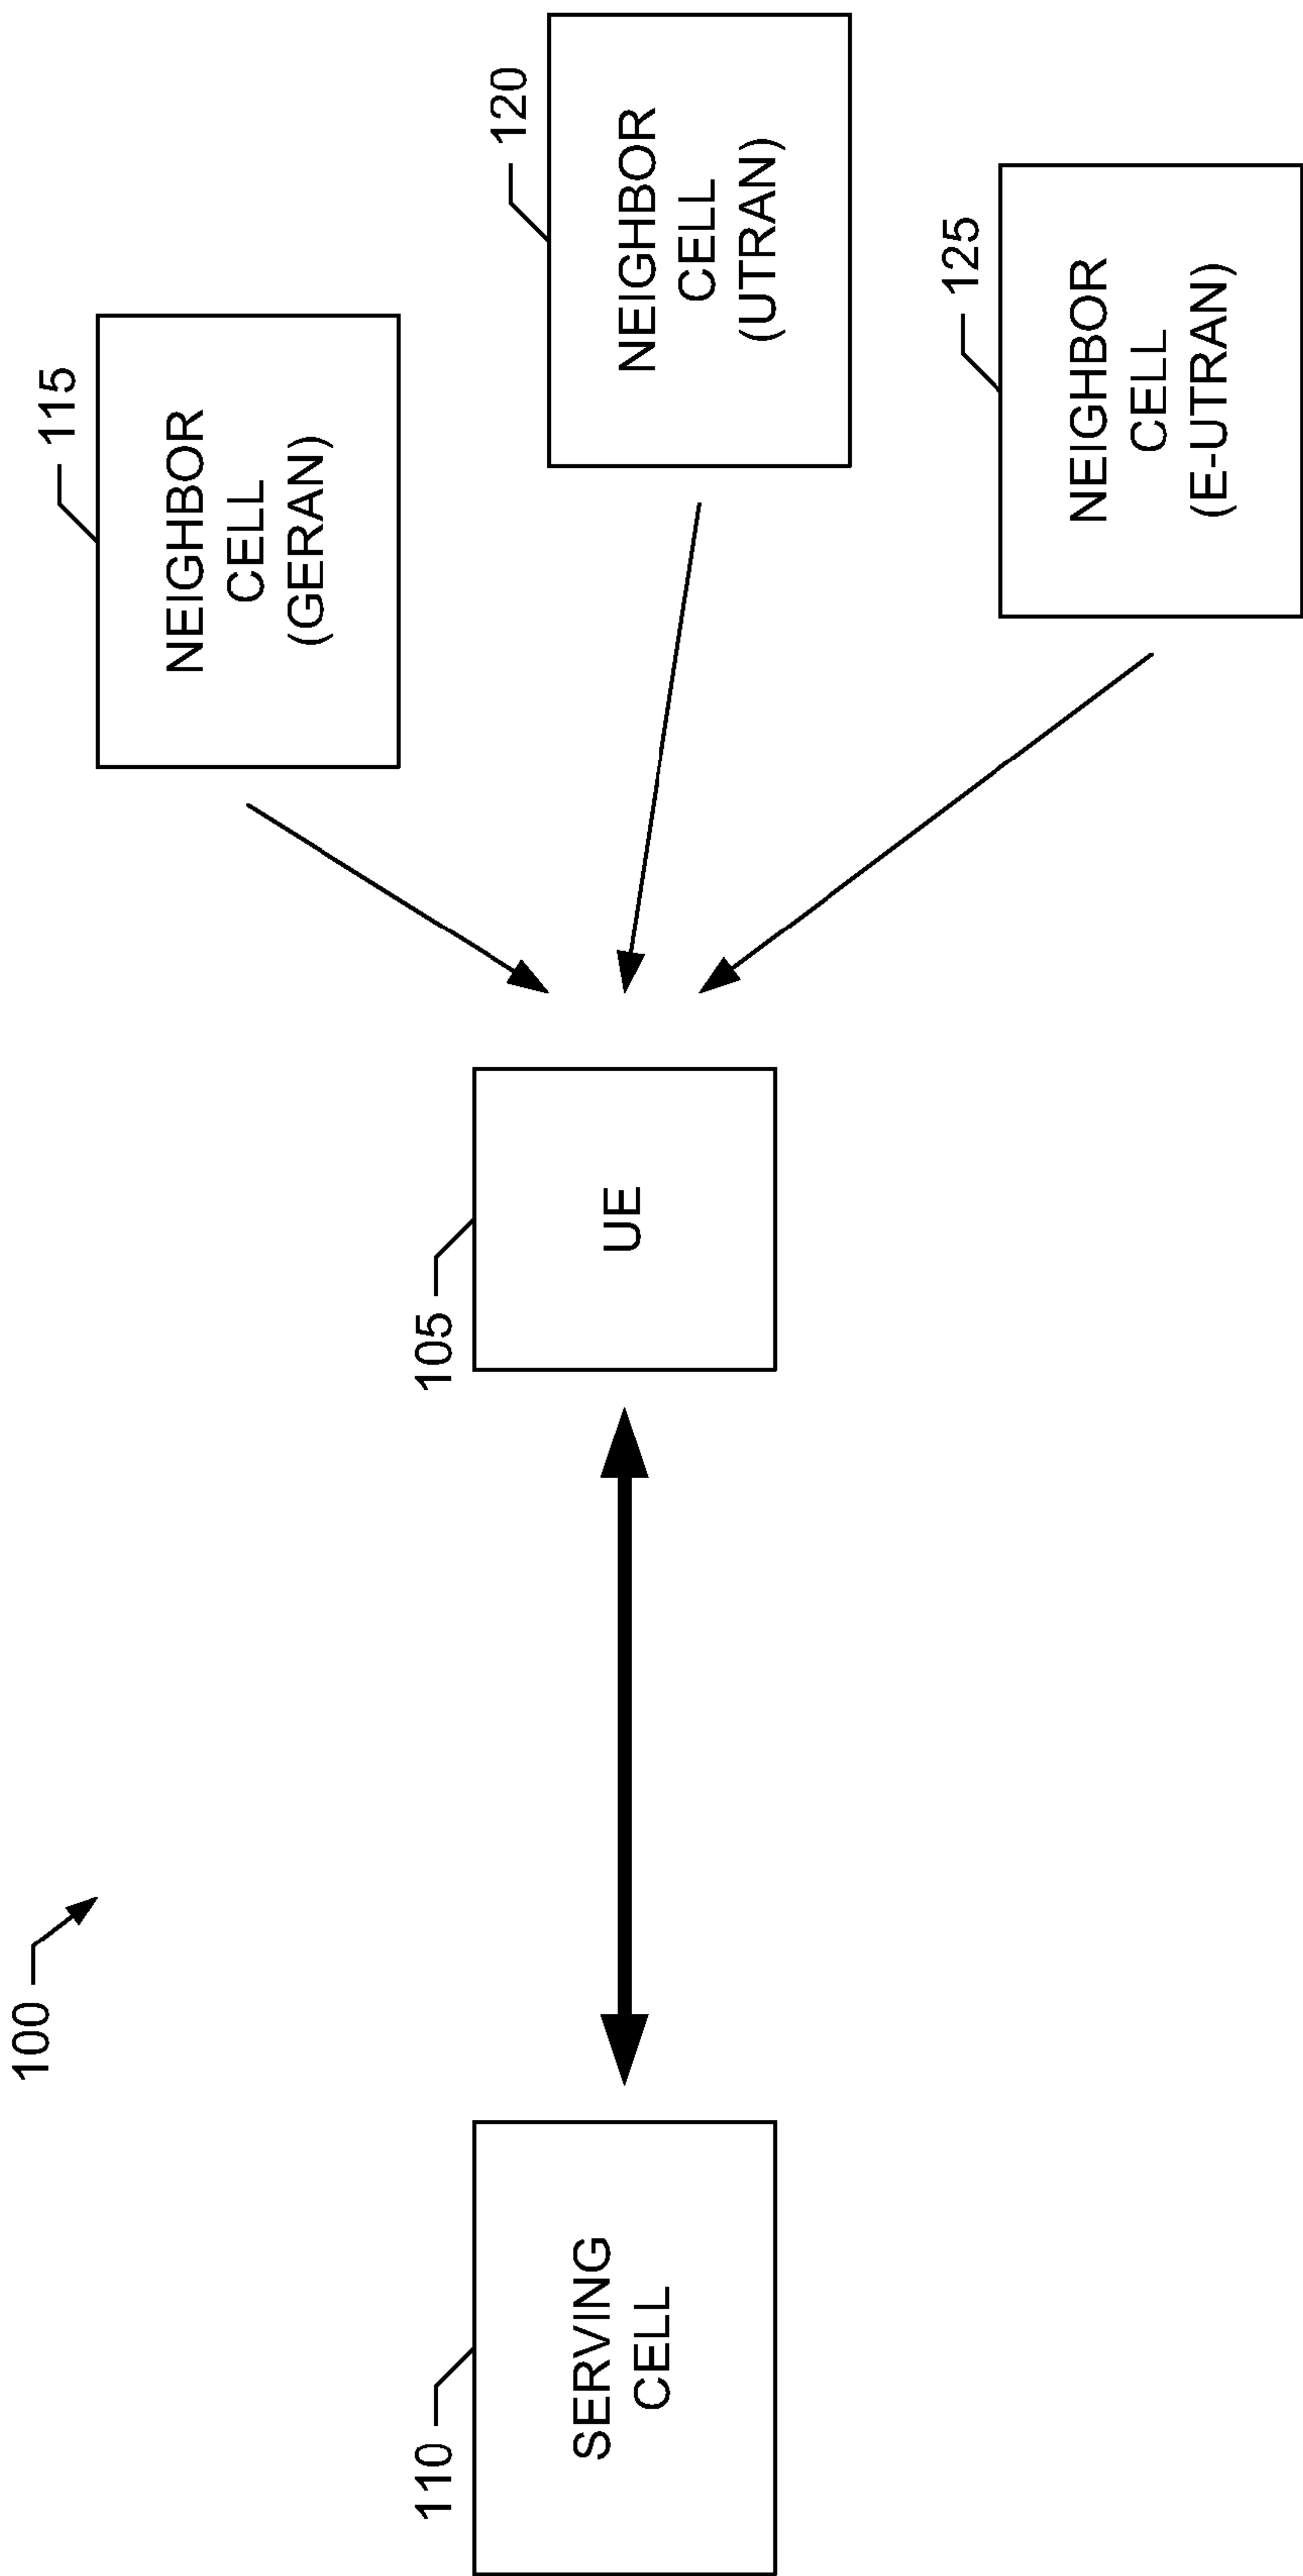 100
110
SERVING
CELL
105
UE
115
NEIGHBOR
CELL
(GERAN)
120
NEIGHBOR
CELL
(UTRAN)
125
NEIGHBOR
CELL
(E-UTRAN)